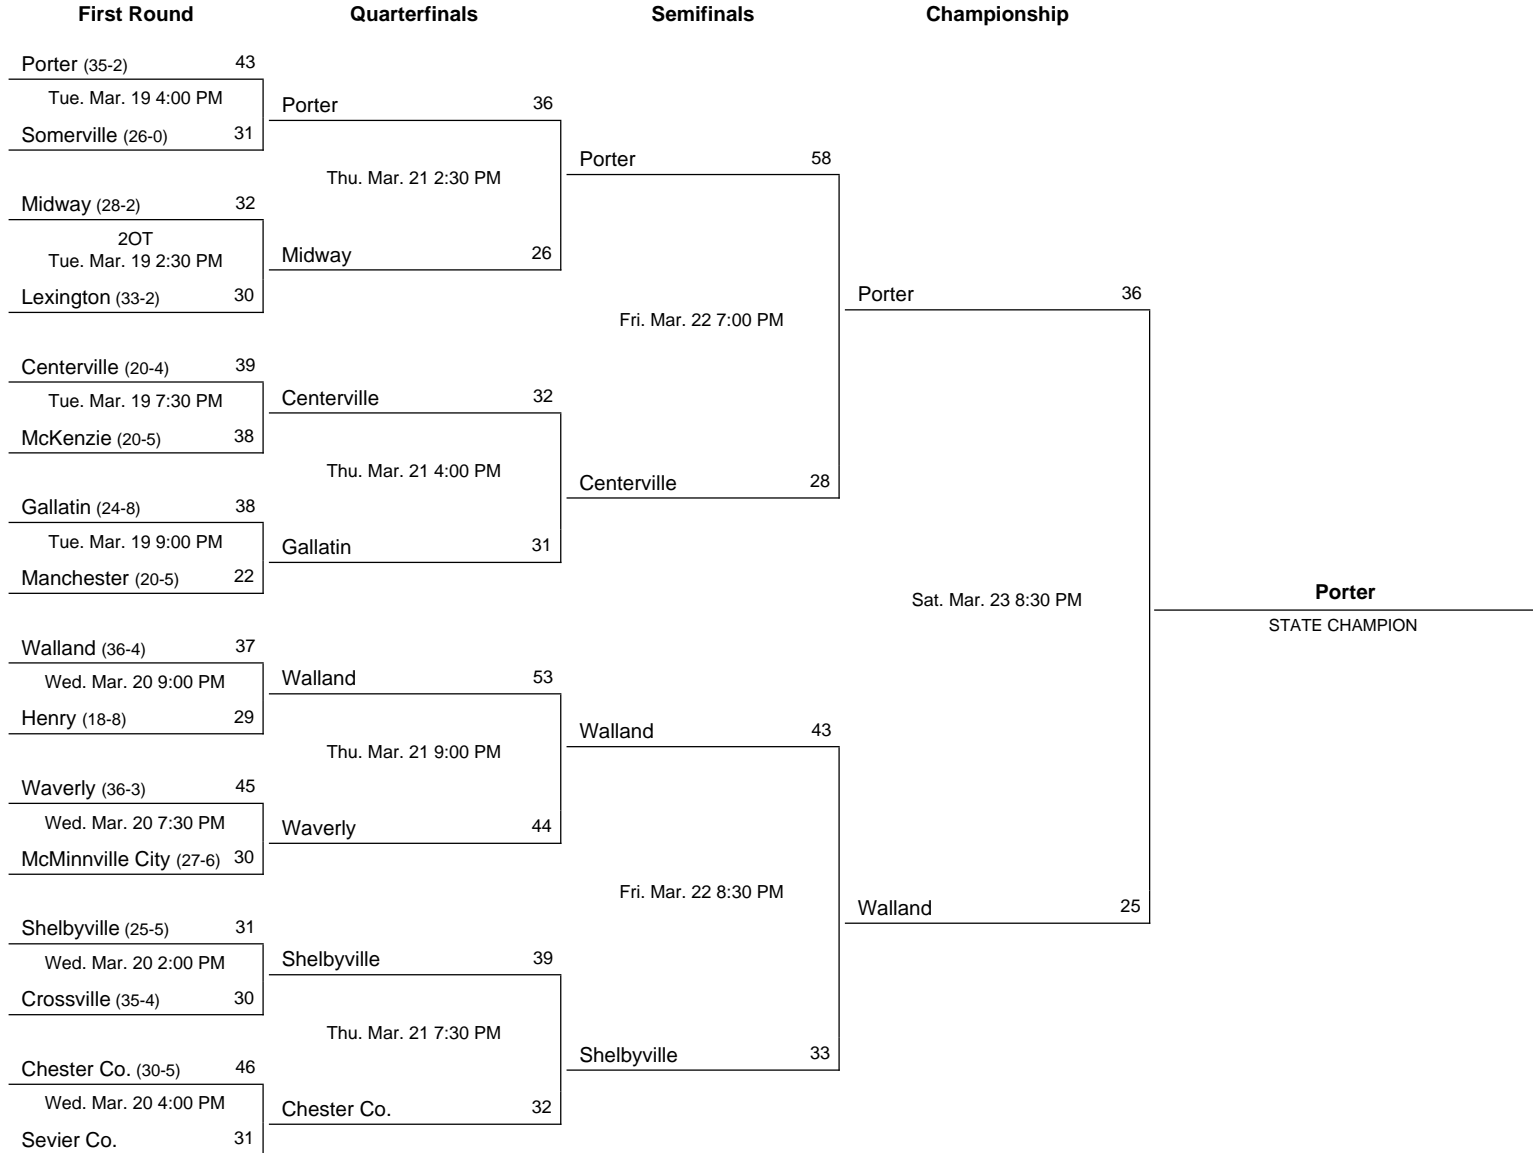 First Round
Quarterfinals
Semifinals
Championship
Porter (35-2) 43
Tue. Mar. 19 4:00 PM
Somerville (26-0) 31
Midway (28-2) 32
2OT
Tue. Mar. 19 2:30 PM
Lexington (33-2) 30
Centerville (20-4) 39
Tue. Mar. 19 7:30 PM
McKenzie (20-5) 38
Gallatin (24-8) 38
Tue. Mar. 19 9:00 PM
Manchester (20-5) 22
Walland (36-4) 37
Wed. Mar. 20 9:00 PM
Henry (18-8) 29
Waverly (36-3) 45
Wed. Mar. 20 7:30 PM
McMinnville City (27-6) 30
Shelbyville (25-5) 31
Wed. Mar. 20 2:00 PM
Crossville (35-4) 30
Chester Co. (30-5) 46
Wed. Mar. 20 4:00 PM
Sevier Co. 31
Porter 36
Thu. Mar. 21 2:30 PM
Midway 26
Centerville 32
Thu. Mar. 21 4:00 PM
Gallatin 31
Walland 53
Thu. Mar. 21 9:00 PM
Waverly 44
Shelbyville 39
Thu. Mar. 21 7:30 PM
Chester Co. 32
Porter 58
Fri. Mar. 22 7:00 PM
Centerville 28
Walland 43
Fri. Mar. 22 8:30 PM
Shelbyville 33
Porter 36
Sat. Mar. 23 8:30 PM
Walland 25
Porter
STATE CHAMPION